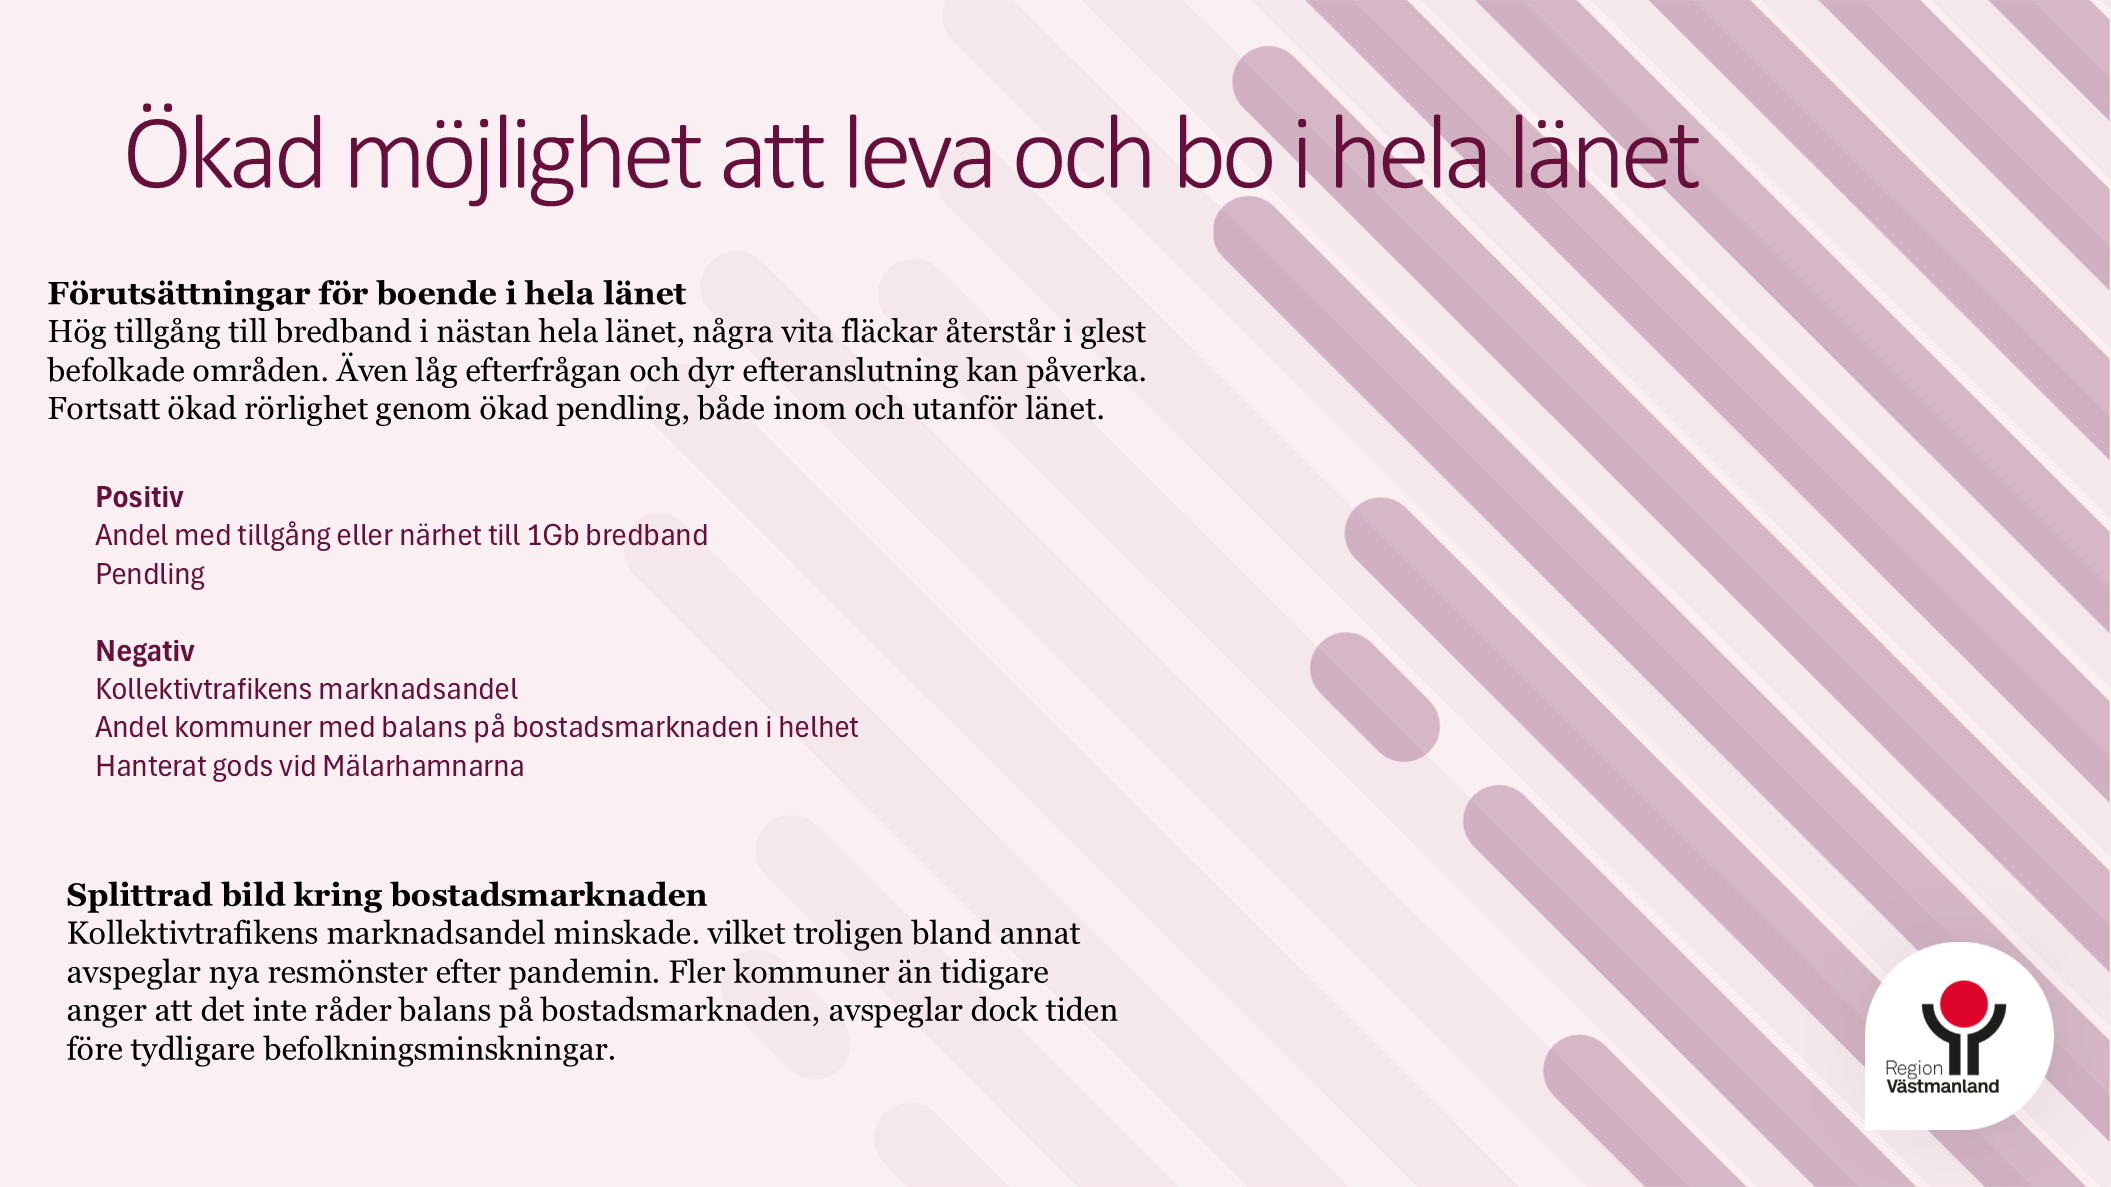 Ökad möjlighet att leva och bo i hela länet
Förutsättningar för boende i hela länet
Hög tillgång till bredband i nästan hela länet, några vita fläckar återstår i glest
befolkade områden. Även låg efterfrågan och dyr efteranslutning kan påverka.
Fortsatt ökad rörlighet genom ökad pendling, både inom och utanför länet.
Positiv
Andel med tillgång eller närhet till 1Gb bredband
Pendling
Negativ
Kollektivtrafikens marknadsandel
Andel kommuner med balans på bostadsmarknaden i helhet
Hanterat gods vid Mälarhamnarna
Splittrad bild kring bostadsmarknaden
Kollektivtrafikens marknadsandel minskade. vilket troligen bland annat
avspeglar nya resmönster efter pandemin. Fler kommuner än tidigare
anger att det inte råder balans på bostadsmarknaden, avspeglar dock tiden
före tydligare befolkningsminskningar.
Region
Västmanland